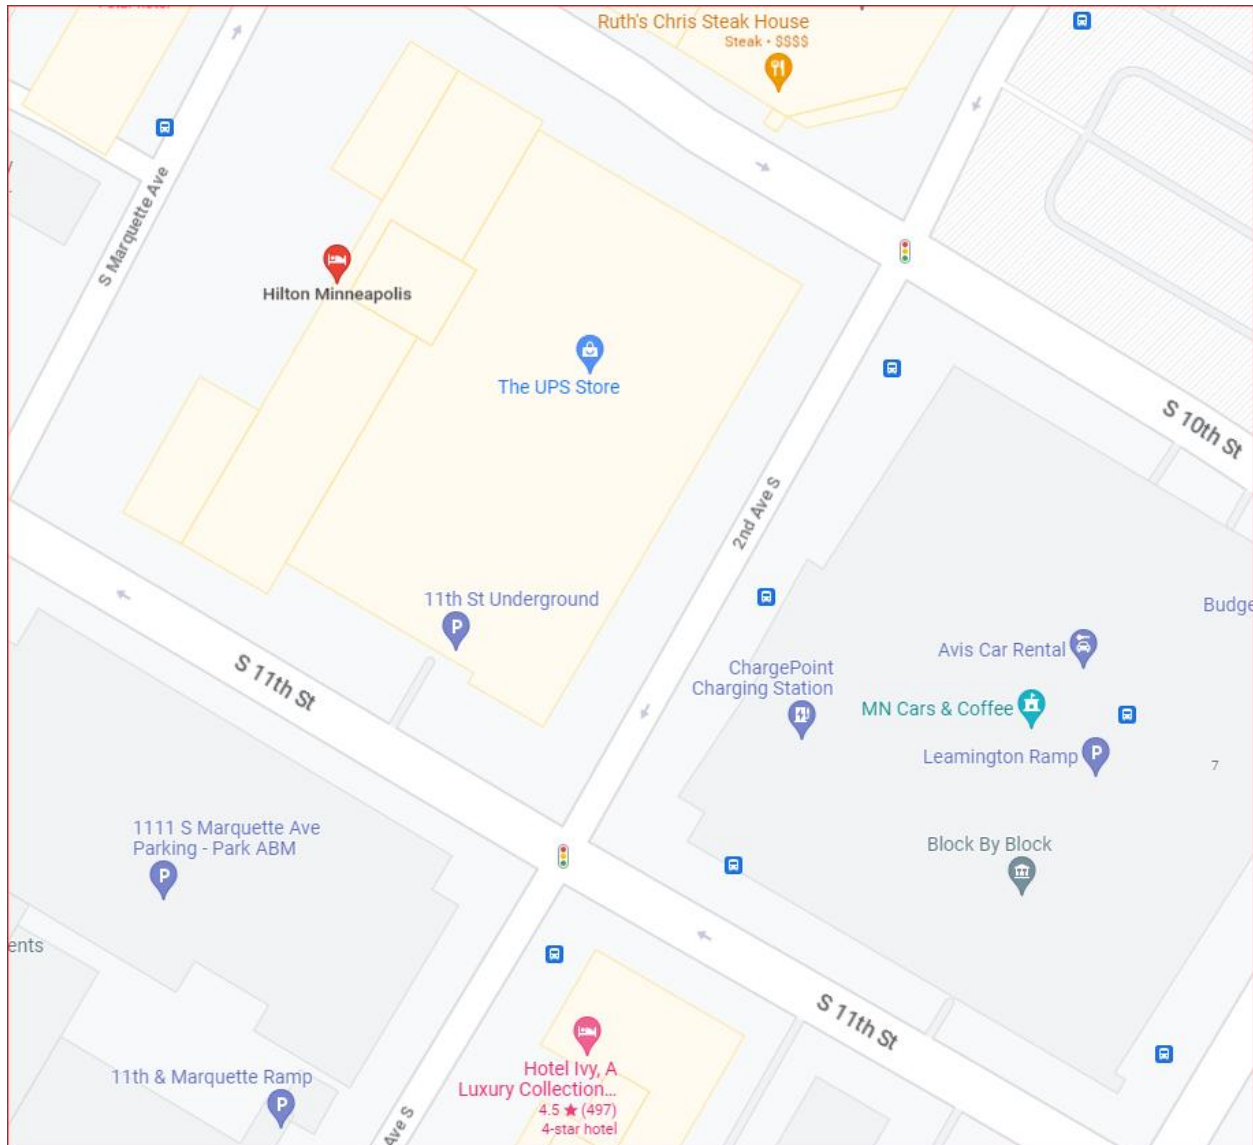 Ruth's Chris Steak House
Steak · $$$$
S Marquette Ave
Hilton Minneapolis
The UPS Store
S 10th St
2nd Ave S
11th St Underground
P
Budge
Avis Car Rental
ChargePoint
Charging Station
S 11th St
MN Cars & Coffee
Leamington Ramp
P
7
1111 S Marquette Ave
Parking - Park ABM
P
Block By Block
ents
S 11th St
Hotel Ivy, A
Luxury Collection...
4.5 ★ (497)
4-star hotel
11th & Marquette Ramp
P
Ave S